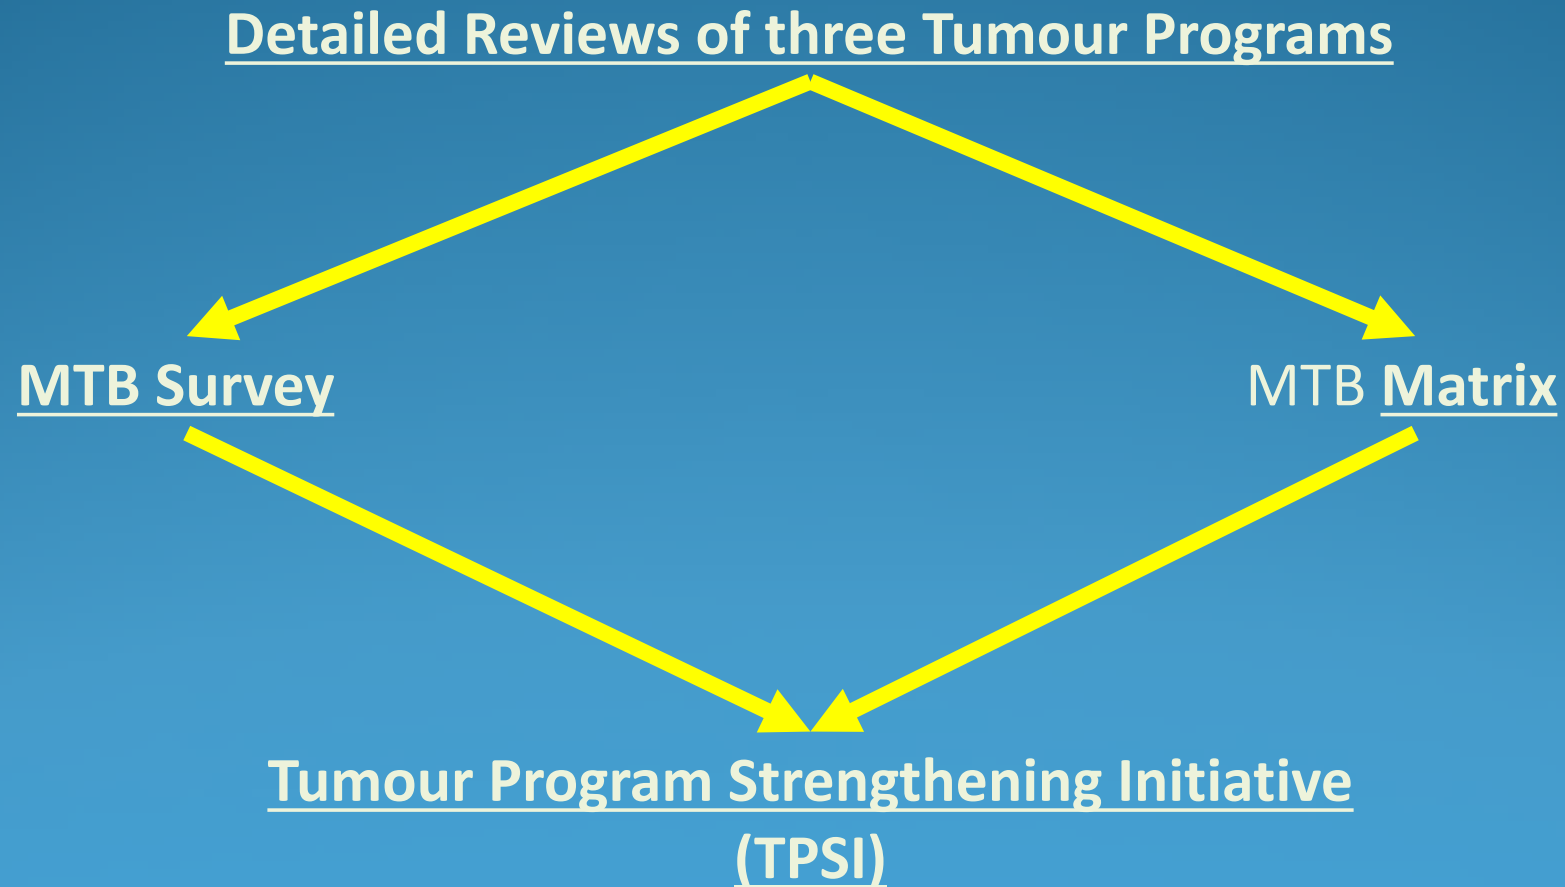 Detailed Reviews of three Tumour Programs
MTB Survey
MTB Matrix
Tumour Program Strengthening Initiative
(TPSI)